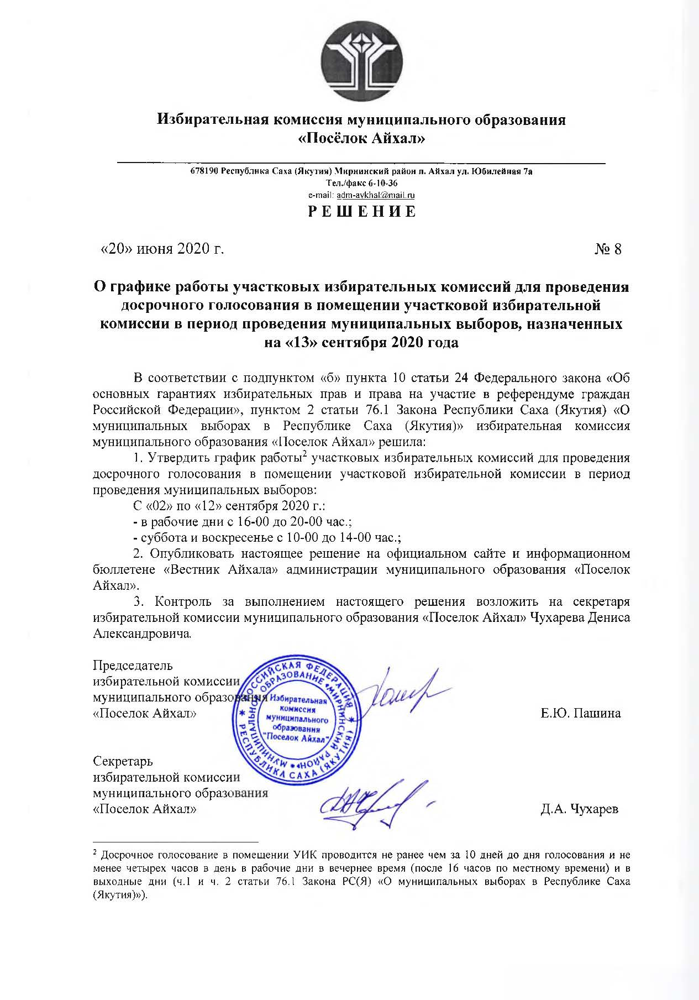 Избирательная комиссия муниципального образования
«Посёлок Айхал»
678190 Республика Саха (Якутия) Мирнинский район п. Айхал ул. Юбилейная 7а
Тел./факс 6-10-36
e-mail: adm-aykhal@mail.ru
Р Е Ш Е Н И Е
«20» июня 2020 г. № 8
О графике работы участковых избирательных комиссий для проведения
досрочного голосования в помещении участковой избирательной
комиссии в период проведения муниципальных выборов, назначенных
на «13» сентября 2020 года
В соответствии с подпунктом «б» пункта 10 статьи 24 Федерального закона «Об
основных гарантиях избирательных прав и права на участие в референдуме граждан
Российской Федерации», пунктом 2 статьи 76.1 Закона Республики Саха (Якутия) «О
муниципальных выборах в Республике Саха (Якутия)» избирательная комиссия
муниципального образования «Поселок Айхал» решила:
1. Утвердить график работы² участковых избирательных комиссий для проведения
досрочного голосования в помещении участковой избирательной комиссии в период
проведения муниципальных выборов:
С «02» по «12» сентября 2020 г.:
- в рабочие дни с 16-00 до 20-00 час.;
- суббота и воскресенье с 10-00 до 14-00 час.;
2. Опубликовать настоящее решение на официальном сайте и информационном
бюллетене «Вестник Айхала» администрации муниципального образования «Поселок
Айхал».
3. Контроль за выполнением настоящего решения возложить на секретаря
избирательной комиссии муниципального образования «Поселок Айхал» Чухарева Дениса
Александровича.
Председатель
избирательной комиссии
муниципального образования
«Поселок Айхал» Е.Ю. Пашина
РОССИЙСКАЯ ФЕДЕРАЦИЯ * РЕСПУБЛИКА САХА (ЯКУТИЯ) *
МУНИЦИПАЛЬНОЕ ОБРАЗОВАНИЕ «МИРНИНСКИЙ РАЙОН»
Избирательная
комиссия
муниципального
образования
"Поселок Айхал"
Секретарь
избирательной комиссии
муниципального образования
«Поселок Айхал» Д.А. Чухарев
² Досрочное голосование в помещении УИК проводится не ранее чем за 10 дней до дня голосования и не
менее четырех часов в день в рабочие дни в вечернее время (после 16 часов по местному времени) и в
выходные дни (ч.1 и ч. 2 статьи 76.1 Закона РС(Я) «О муниципальных выборах в Республике Саха
(Якутия)»).